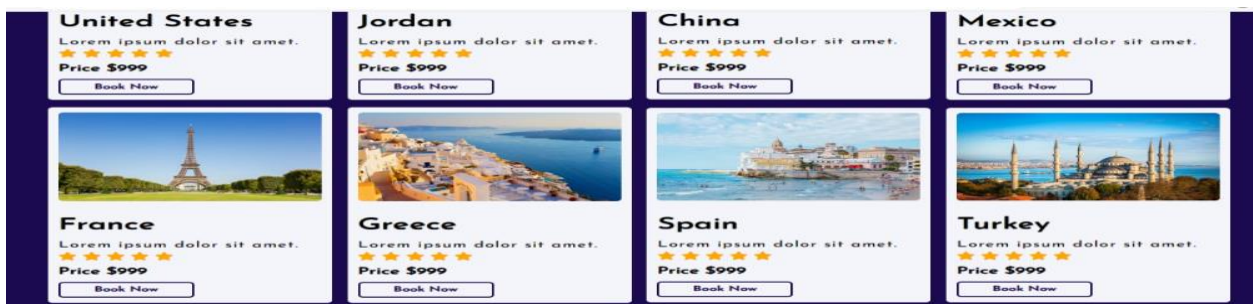 United States
Lorem ipsum dolor sit amet.
Price $999
Book Now
Jordan
Lorem ipsum dolor sit amet.
Price $999
Book Now
China
Lorem ipsum dolor sit amet.
Price $999
Book Now
Mexico
Lorem ipsum dolor sit amet.
Price $999
Book Now
France
Lorem ipsum dolor sit amet.
Price $999
Book Now
Greece
Lorem ipsum dolor sit amet.
Price $999
Book Now
Spain
Lorem ipsum dolor sit amet.
Price $999
Book Now
Turkey
Lorem ipsum dolor sit amet.
Price $999
Book Now